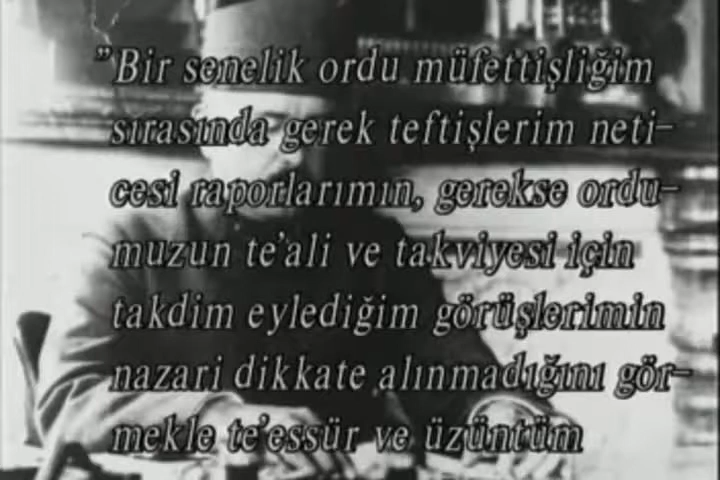 ”Bir senelik ordu müfettişliğim
sırasında gerek teftişlerim neti-
cesi raporlarımın, gerekse ordu-
muzun te’ali ve takviyesi için
takdim eylediğim görüşlerimin
nazari dikkate alınmadığını gör-
mekle te’essür ve üzüntüm